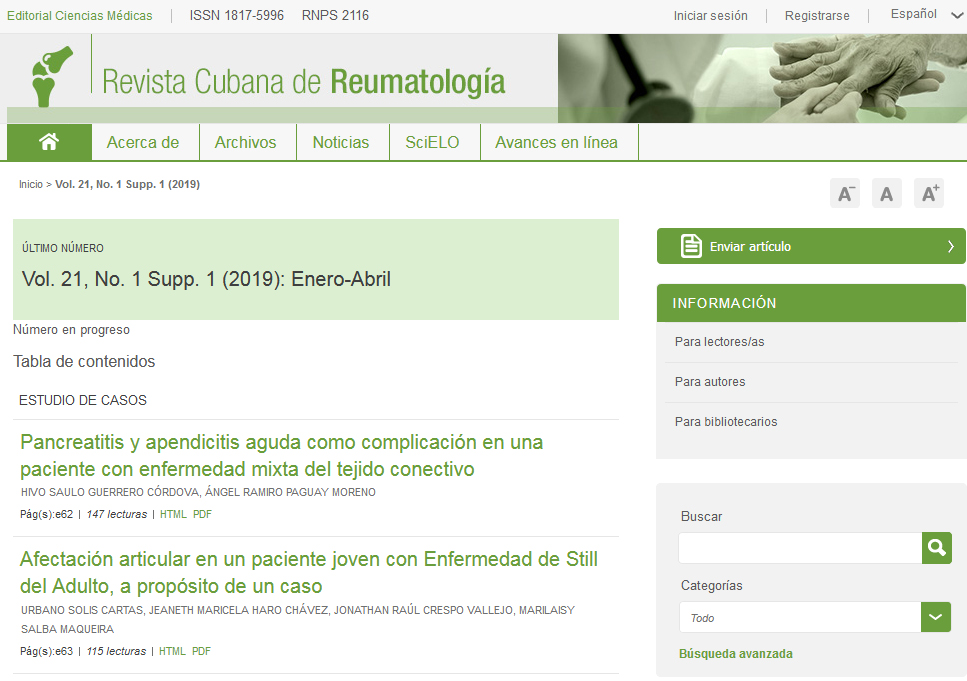 Editorial Ciencias Médicas | ISSN 1817-5996 RNPS 2116
Iniciar sesión | Registrarse | Español
Revista Cubana de Reumatología
Acerca de
Archivos
Noticias
SciELO
Avances en línea
Inicio > Vol. 21, No. 1 Supp. 1 (2019)
A-
A
A+
ÚLTIMO NÚMERO
Vol. 21, No. 1 Supp. 1 (2019): Enero-Abril
Número en progreso
Tabla de contenidos
ESTUDIO DE CASOS
Pancreatitis y apendicitis aguda como complicación en una
paciente con enfermedad mixta del tejido conectivo
HIVO SAULO GUERRERO CÓRDOVA, ÁNGEL RAMIRO PAGUAY MORENO
Pág(s):e62 | 147 lecturas | HTML PDF
Afectación articular en un paciente joven con Enfermedad de Still
del Adulto, a propósito de un caso
URBANO SOLIS CARTAS, JEANETH MARICELA HARO CHÁVEZ, JONATHAN RAÚL CRESPO VALLEJO, MARILAISY
SALBA MAQUEIRA
Pág(s):e63 | 115 lecturas | HTML PDF
Enviar artículo
INFORMACIÓN
Para lectores/as
Para autores
Para bibliotecarios
Buscar
Categorías
Todo
Búsqueda avanzada